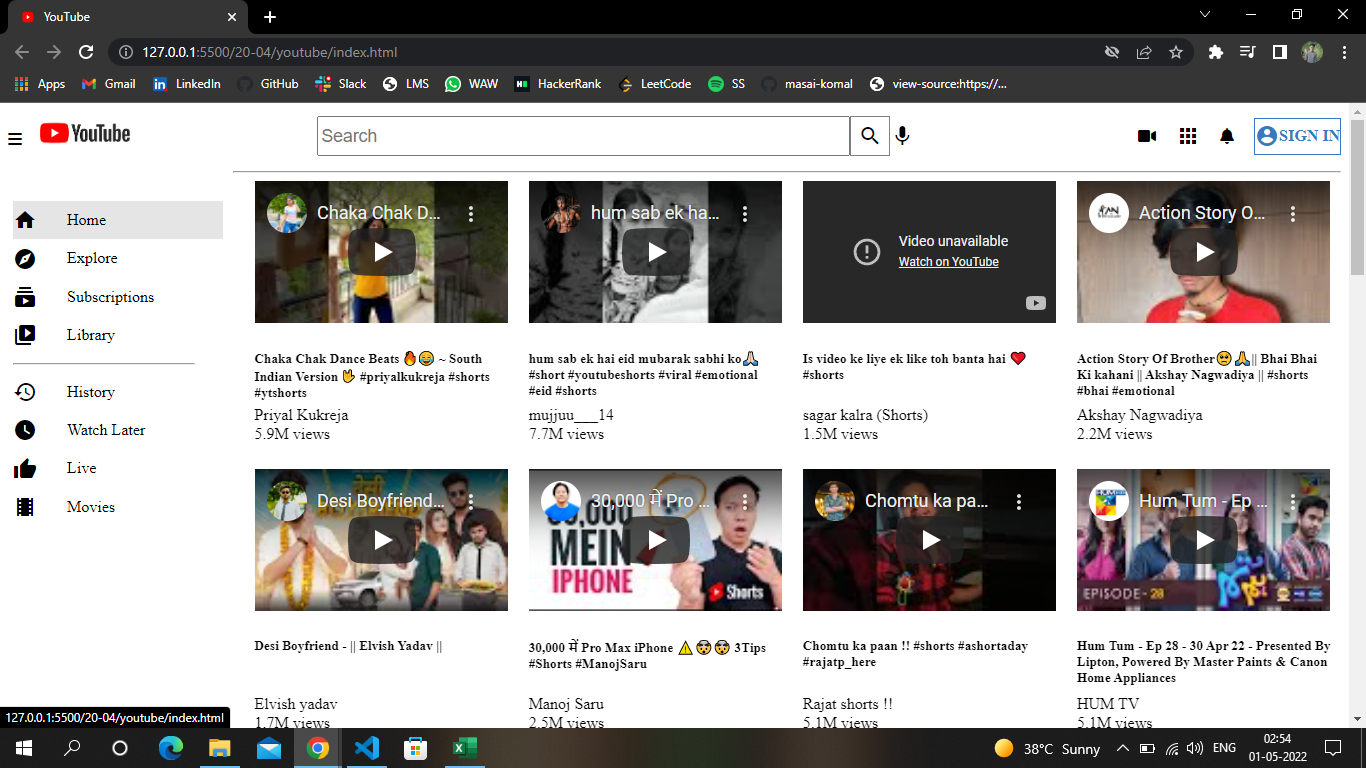 YouTube
127.0.0.1:5500/20-04/youtube/index.html
Apps
Gmail
LinkedIn
GitHub
Slack
LMS
WAW
HackerRank
LeetCode
SS
masai-komal
view-source:https://...
YouTube
Search
SIGN IN
Home
Explore
Subscriptions
Library
History
Watch Later
Live
Movies
Chaka Chak D...
hum sab ek ha...
Video unavailable
Watch on YouTube
Action Story O...
Chaka Chak Dance Beats 🔥😂 ~ South
Indian Version 🤟 #priyalkukreja #shorts
#ytshorts
Priyal Kukreja
5.9M views
hum sab ek hai eid mubarak sabhi ko🙏🏻
#short #youtubeshorts #viral #emotional
#eid #shorts
mujjuu___14
7.7M views
Is video ke liye ek like toh banta hai ❤️
#shorts
sagar kalra (Shorts)
1.5M views
Action Story Of Brother🥺🙏|| Bhai Bhai
Ki kahani || Akshay Nagwadiya || #shorts
#bhai #emotional
Akshay Nagwadiya
2.2M views
Desi Boyfriend...
30,000 में Pro ...
MEIN
IPHONE
Shorts
Chomtu ka pa...
Hum Tum - Ep ...
EPISODE - 28
Desi Boyfriend - || Elvish Yadav ||
Elvish yadav
1.7M views
30,000 में Pro Max iPhone ⚠️🤯🤯 3Tips
#Shorts #ManojSaru
Manoj Saru
2.5M views
Chomtu ka paan !! #shorts #ashortaday
#rajatp_here
Rajat shorts !!
5.1M views
Hum Tum - Ep 28 - 30 Apr 22 - Presented By
Lipton, Powered By Master Paints & Canon
Home Appliances
HUM TV
5.1M views
127.0.0.1:5500/20-04/youtube/index.html
38°C Sunny
ENG
02:54
01-05-2022